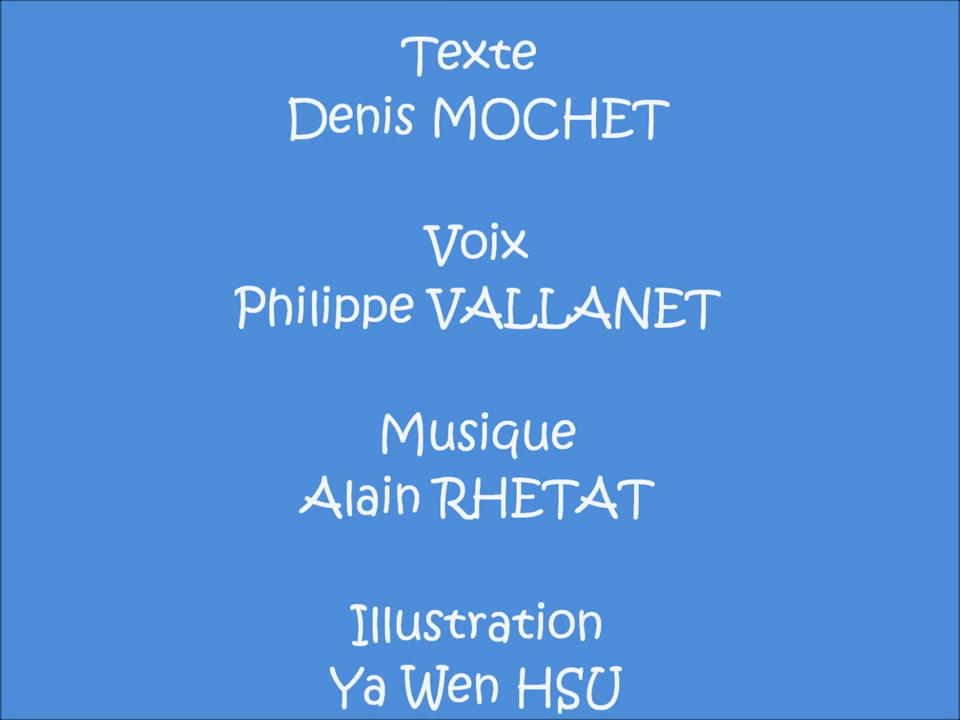 Texte
Denis MOCHET
Voix
Philippe VALLANET
Musique
Alain RHETAT
Illustration
Ya Wen HSU